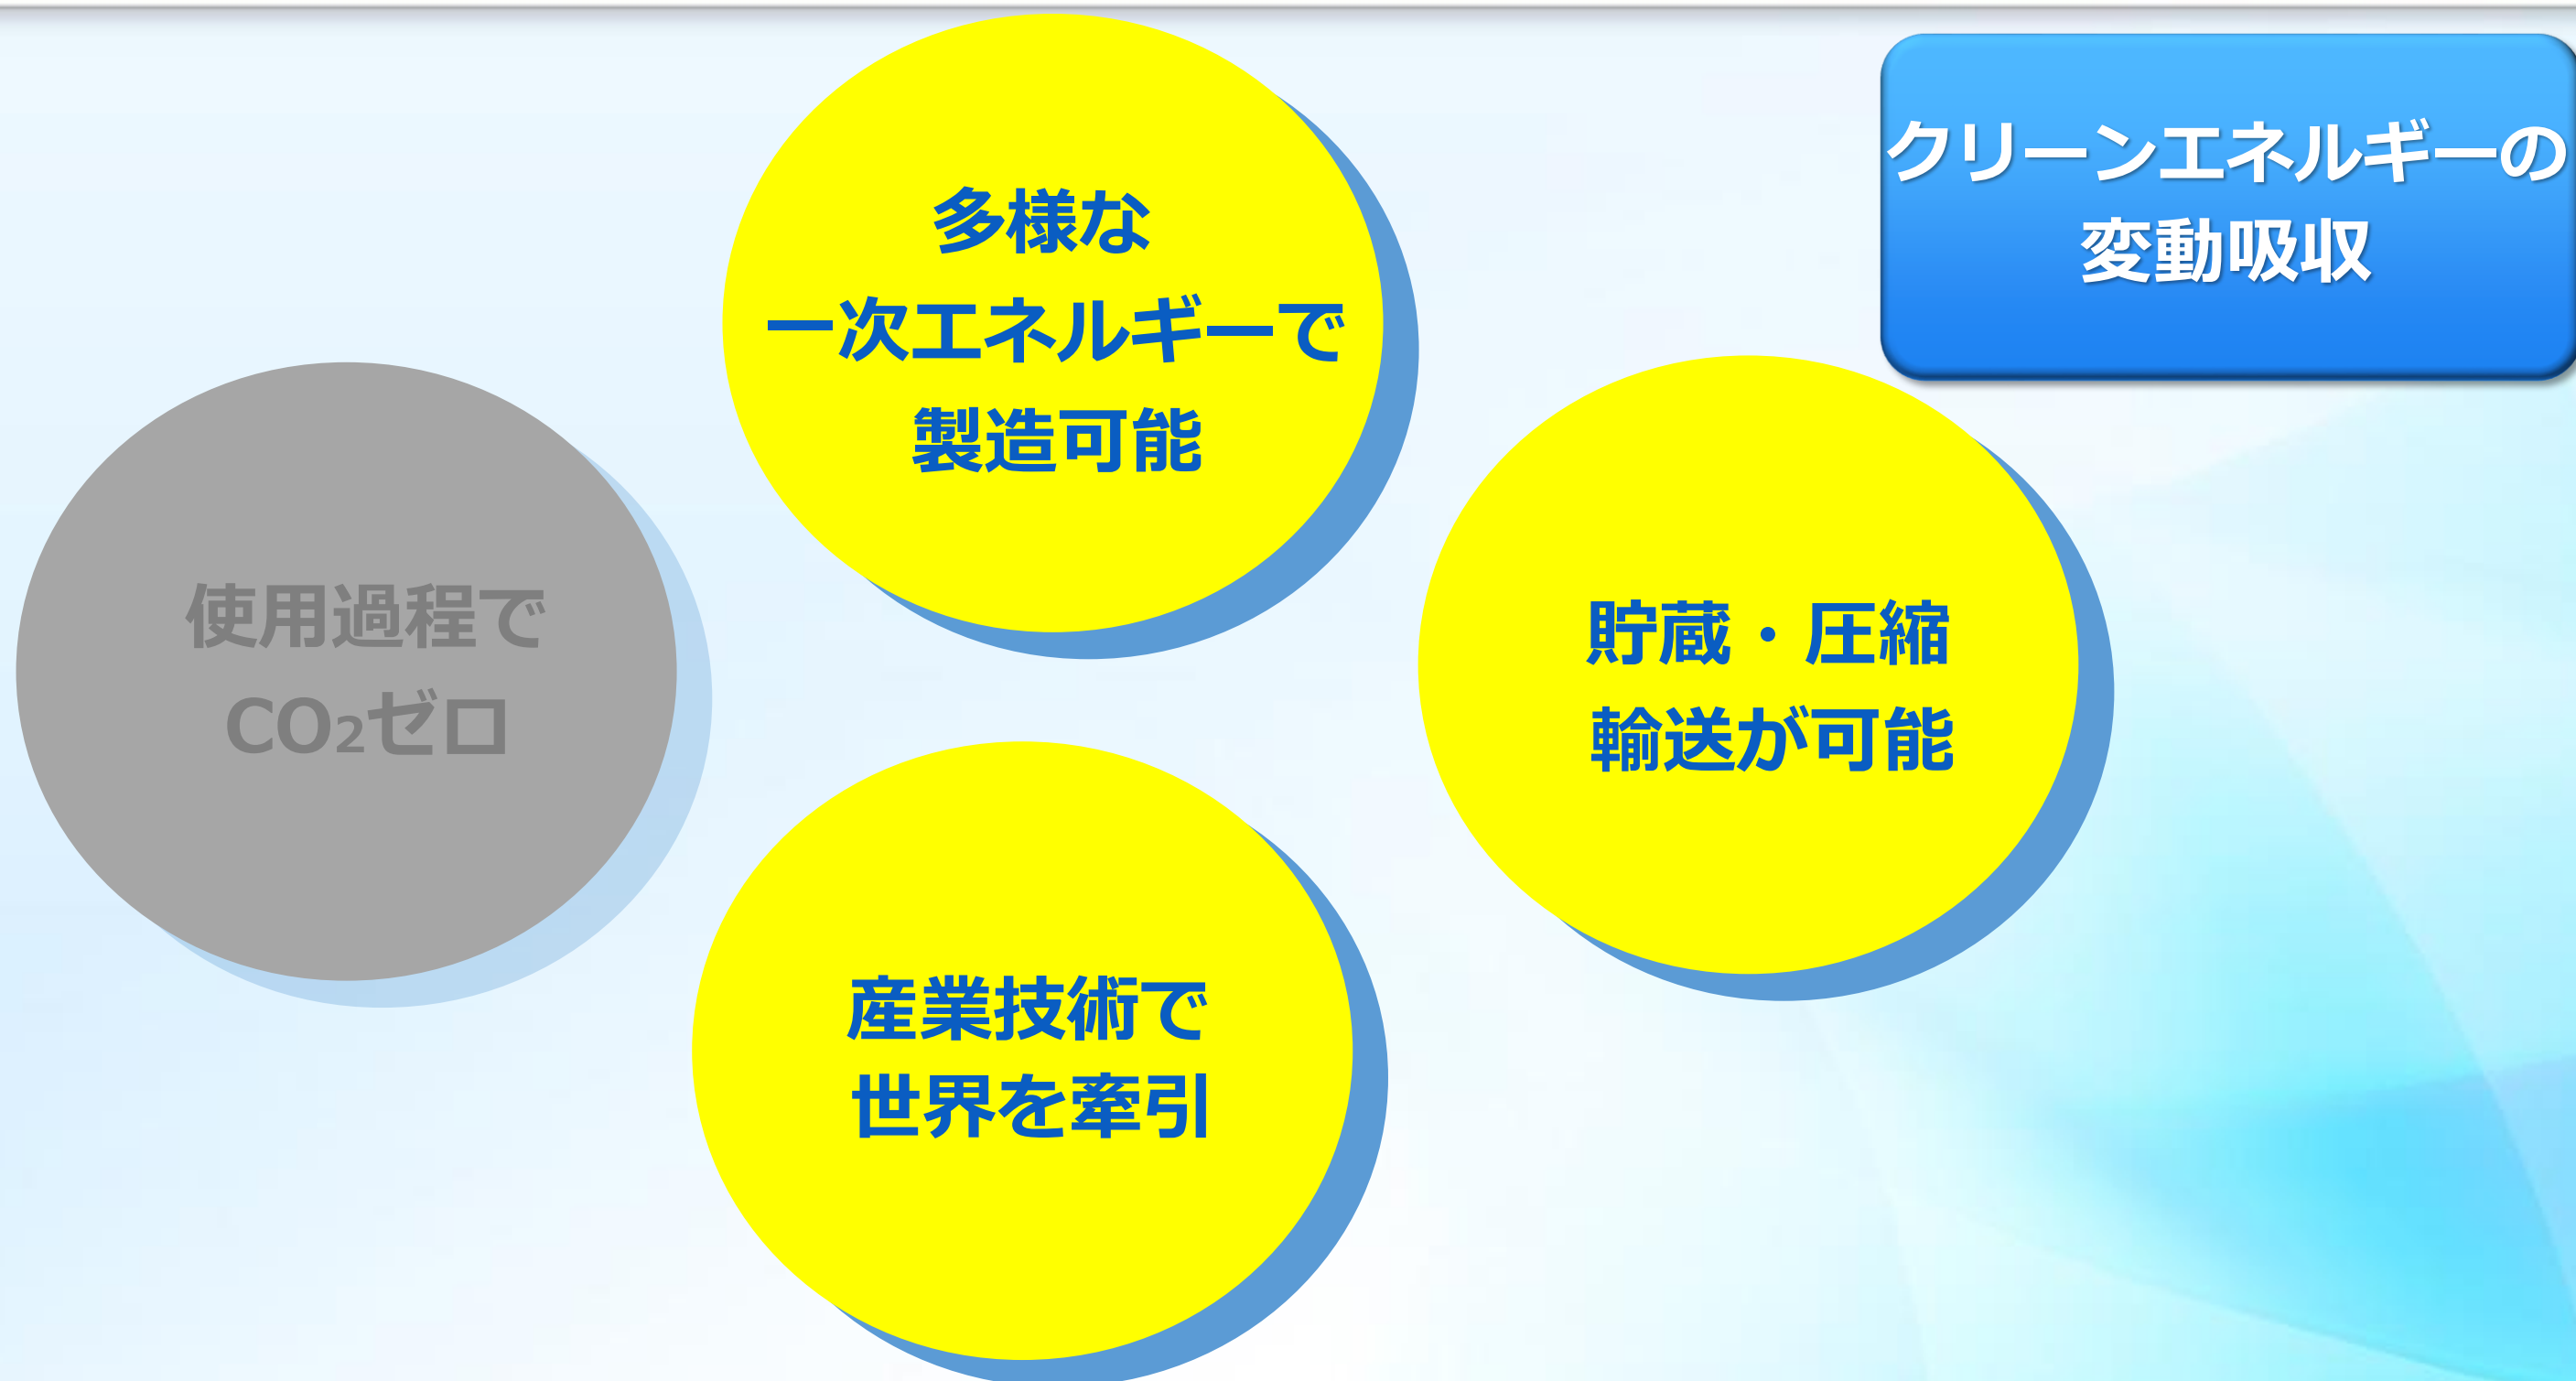 クリーンエネルギーの
変動吸収
多様な
一次エネルギーで
製造可能
使用過程で
CO₂ゼロ
貯蔵・圧縮
輸送が可能
産業技術で
世界を牽引